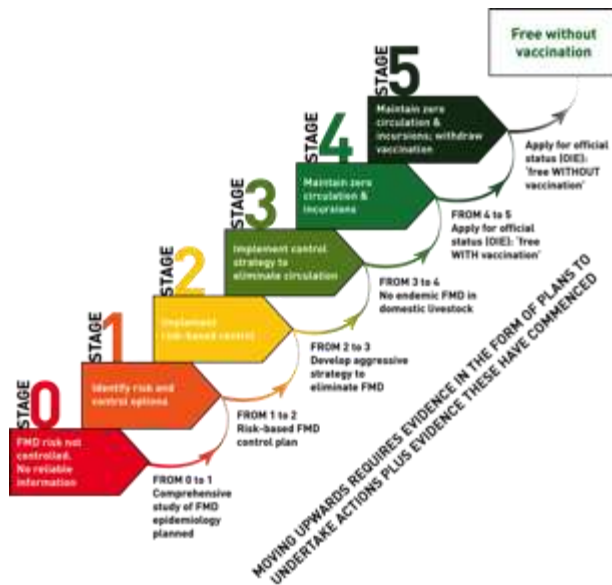 Free without
vaccination
STAGE 5
Maintain zero
circulation &
incursions; withdraw
vaccination
Apply for official
status (OIE):
'free WITHOUT
vaccination'
STAGE 4
Maintain zero
circulation &
incursions
FROM 4 to 5
Apply for official
status (OIE): 'free
WITH vaccination'
STAGE 3
Implement control
strategy to
eliminate circulation
FROM 3 to 4
No endemic FMD in
domestic livestock
STAGE 2
Implement
risk-based control
FROM 2 to 3
Develop aggressive
strategy to
eliminate FMD
STAGE 1
Identify risk and
control options
FROM 1 to 2
Risk-based FMD
control plan
STAGE 0
FMD risk not
controlled.
No reliable
information
FROM 0 to 1
Comprehensive
study of FMD
epidemiology
planned
MOVING UPWARDS REQUIRES EVIDENCE IN THE FORM OF PLANS TO
UNDERTAKE ACTIONS PLUS EVIDENCE THESE HAVE COMMENCED